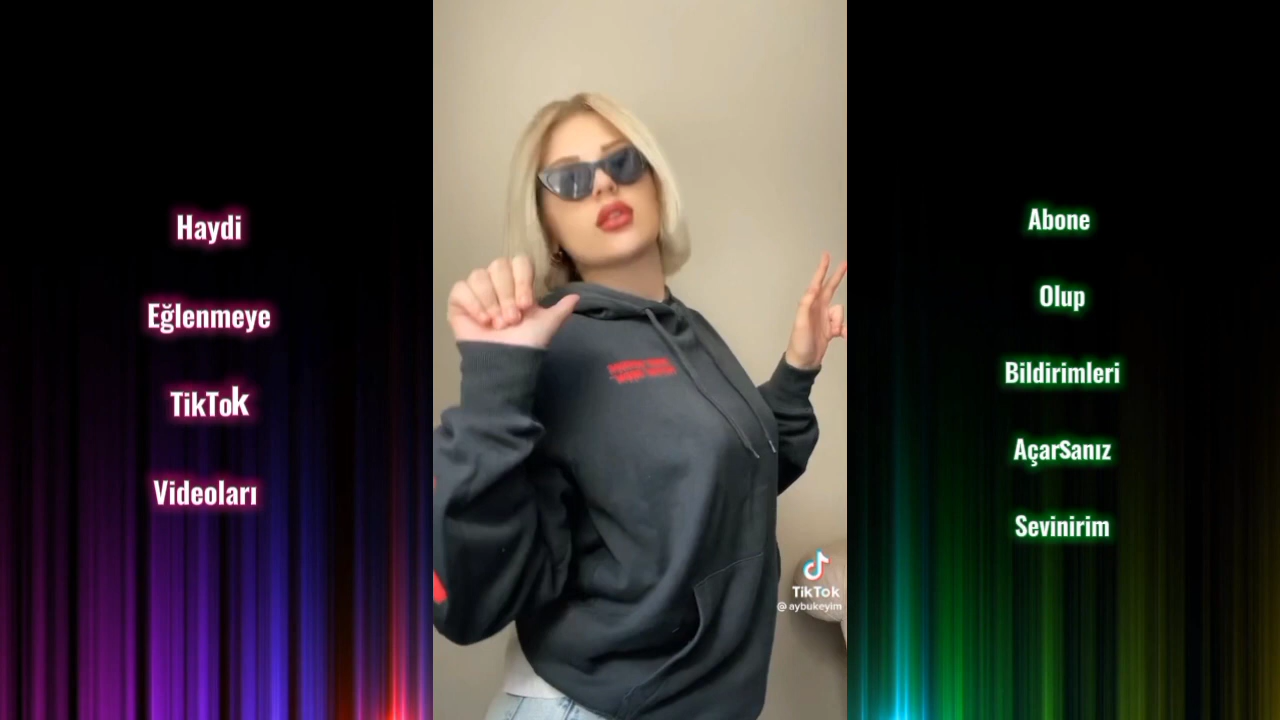 Haydi
Eğlenmeye
TikTok
Videoları
TikTok
@aybukeyim
Abone
Olup
Bildirimleri
AçarSanız
Sevinirim